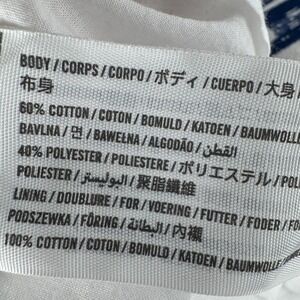 BODY / CORPS / CORPO / ボディ / CUERPO / 大身
布身
60% COTTON / COTON / BOMULD / KATOEN / BAUMWOLLE
BAVLNA / 면 / BAWEŁNA / ALGODÃO / القطن /
40% POLYESTER / POLIESTERE / ポリエステル / POL
POLIESTER / البوليستر / 聚脂纖維
LINING / DOUBLURE / FOR / VOERING / FUTTER / FODER / FO
PODSZEWKA / FÖRING / البطانة / 內襯
100% COTTON / COTON / BOMULD / KATOEN / BAUMWOLL